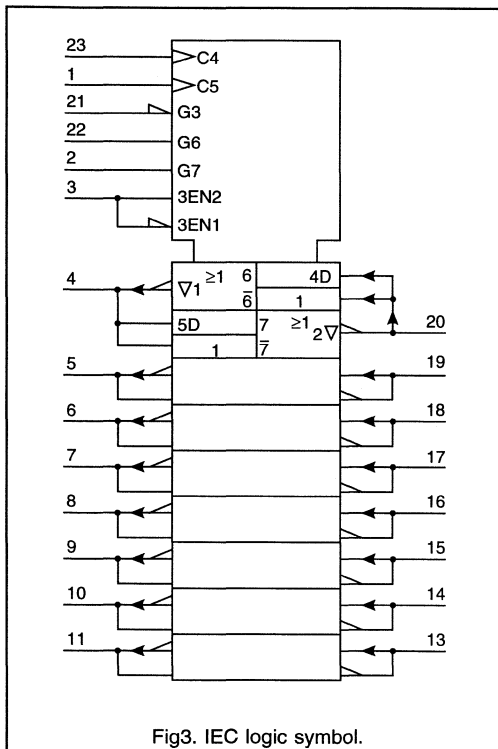 23 C4
1 C5
21 G3
22 G6
2 G7
3 3EN2
3EN1
4 ▽1 ≥1 6 4D
6̅ 1
5D 7 ≥1 2▽ 20
1 7̅
5 19
6 18
7 17
8 16
9 15
10 14
11 13
Fig3. IEC logic symbol.